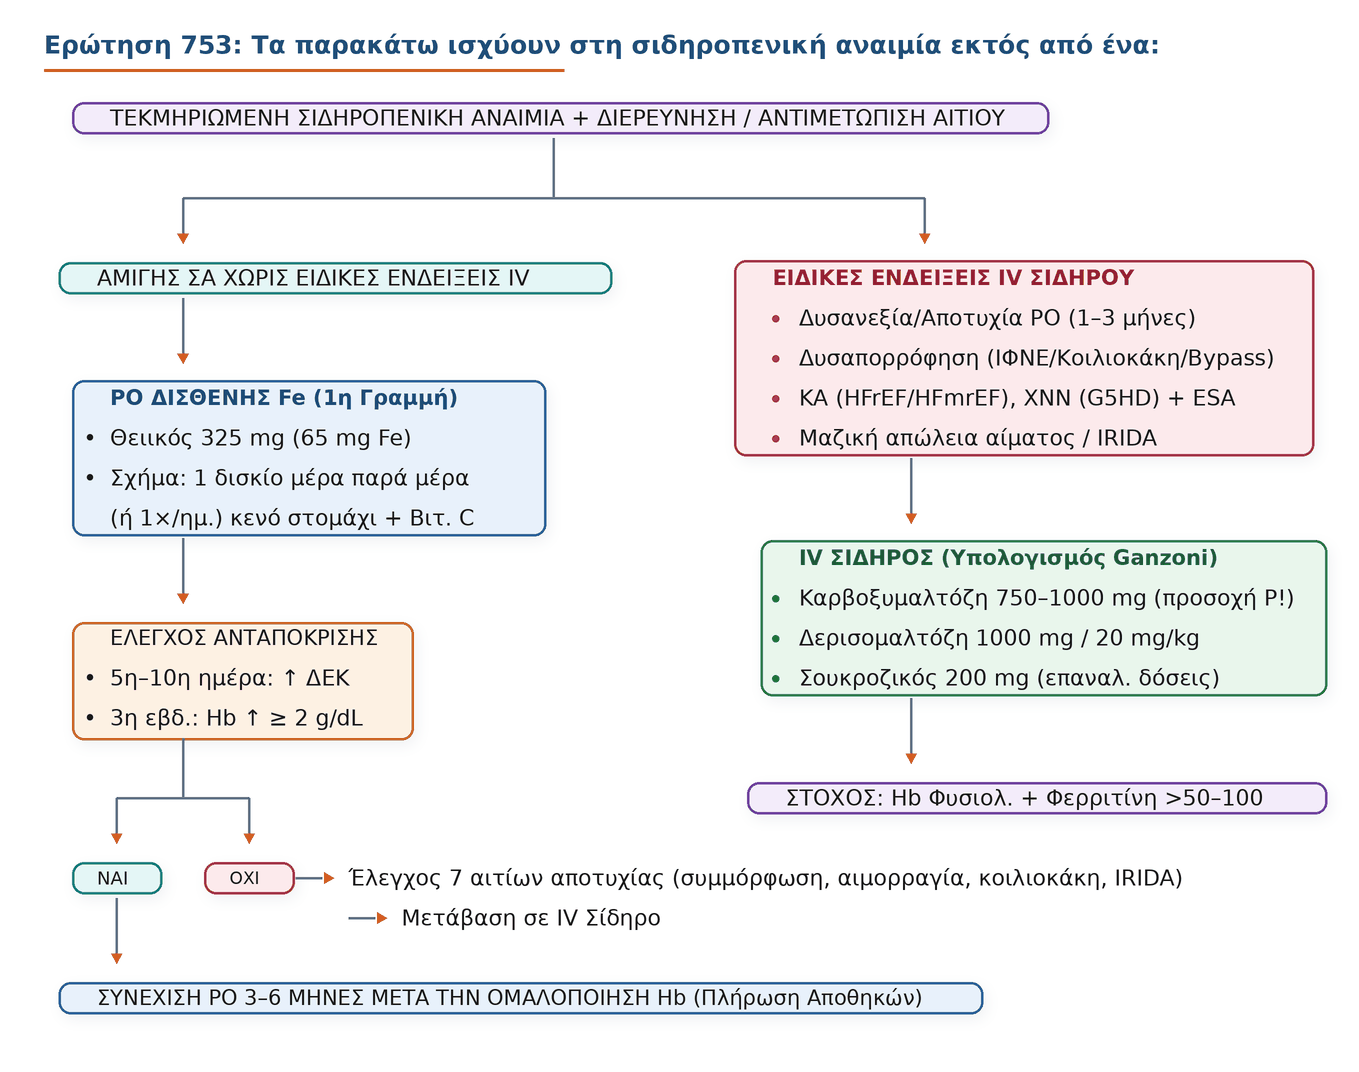 Ερώτηση 753: Τα παρακάτω ισχύουν στη σιδηροπενική αναιμία εκτός από ένα:
ΤΕΚΜΗΡΙΩΜΕΝΗ ΣΙΔΗΡΟΠΕΝΙΚΗ ΑΝΑΙΜΙΑ + ΔΙΕΡΕΥΝΗΣΗ / ΑΝΤΙΜΕΤΩΠΙΣΗ ΑΙΤΙΟΥ
ΑΜΙΓΗΣ ΣΑ ΧΩΡΙΣ ΕΙΔΙΚΕΣ ΕΝΔΕΙΞΕΙΣ IV
PO ΔΙΣΘΕΝΗΣ Fe (1η Γραμμή)
• Θειικός 325 mg (65 mg Fe)
• Σχήμα: 1 δισκίο μέρα παρά μέρα
(ή 1×/ημ.) κενό στομάχι + Βιτ. C
ΕΛΕΓΧΟΣ ΑΝΤΑΠΟΚΡΙΣΗΣ
• 5η–10η ημέρα: ↑ ΔΕΚ
• 3η εβδ.: Hb ↑ ≥ 2 g/dL
ΝΑΙ
ΟΧΙ
Έλεγχος 7 αιτίων αποτυχίας (συμμόρφωση, αιμορραγία, κοιλιοκάκη, IRIDA)
Μετάβαση σε IV Σίδηρο
ΣΥΝΕΧΙΣΗ PO 3–6 ΜΗΝΕΣ ΜΕΤΑ ΤΗΝ ΟΜΑΛΟΠΟΙΗΣΗ Hb (Πλήρωση Αποθηκών)
ΕΙΔΙΚΕΣ ΕΝΔΕΙΞΕΙΣ IV ΣΙΔΗΡΟΥ
• Δυσανεξία/Αποτυχία PO (1–3 μήνες)
• Δυσαπορρόφηση (ΙΦΝΕ/Κοιλιοκάκη/Bypass)
• ΚΑ (HFrEF/HFmrEF), ΧΝΝ (G5HD) + ESA
• Μαζική απώλεια αίματος / IRIDA
IV ΣΙΔΗΡΟΣ (Υπολογισμός Ganzoni)
• Καρβοξυμαλτόζη 750–1000 mg (προσοχή P!)
• Δερισομαλτόζη 1000 mg / 20 mg/kg
• Σουκροζικός 200 mg (επαναλ. δόσεις)
ΣΤΟΧΟΣ: Hb Φυσιολ. + Φερριτίνη >50–100